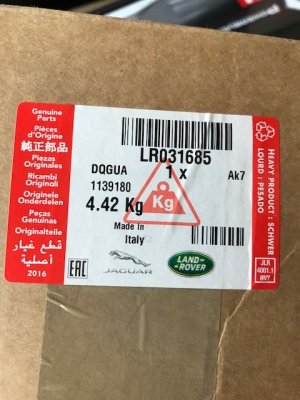 Genuine
Parts
Pièces
d'Origine
純正部品
Piezas
Originales
Ricambi
Originali
Originele
Onderdelen
Peças
Genuínas
Originalteile
قطع غيار
أصلية
2016
LR031685
DQGUA
1 x
Ak7
1139180
4.42 Kg
Kg
Made In
Italy
EAC
JAGUAR
LAND-
ROVER
HEAVY PRODUCT : SCHWER
LOURD : PESADO
JLR
4001.1
HVY